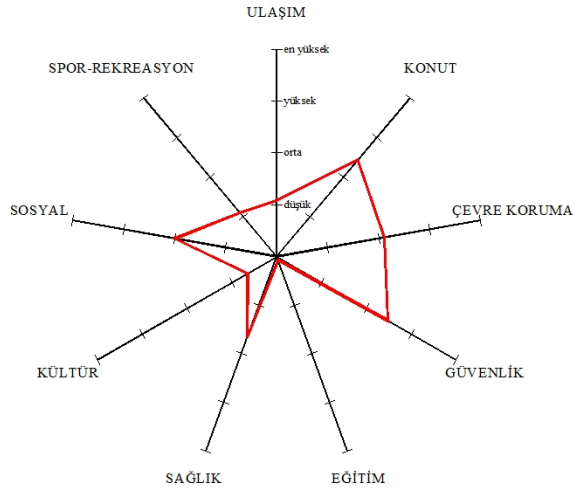 ULAŞIM
en yüksek
SPOR-REKREASYON
KONUT
yüksek
orta
düşük
SOSYAL
ÇEVRE KORUMA
KÜLTÜR
GÜVENLİK
SAĞLIK
EĞİTİM